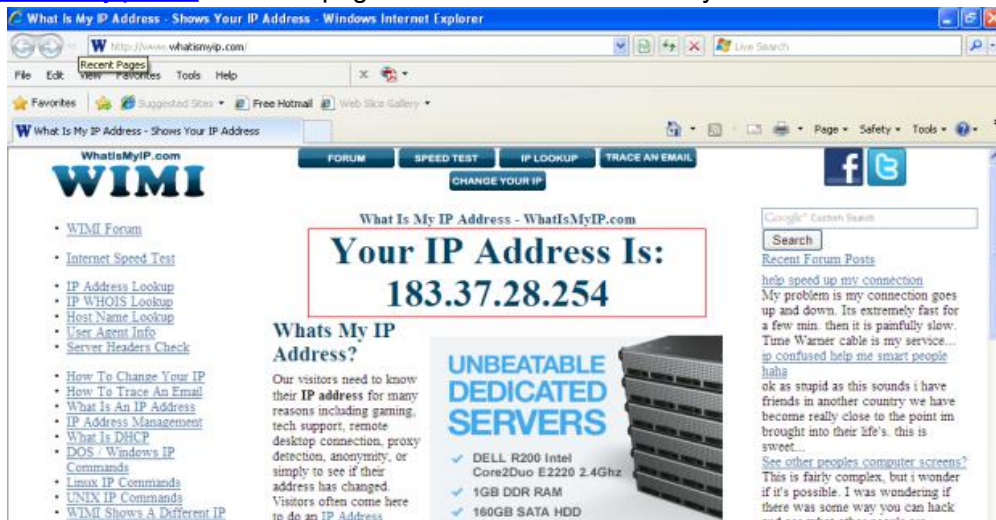 What Is My IP Address - Shows Your IP Address - Windows Internet Explorer
http://www.whatismyip.com/
Live Search
Recent Pages
File Edit View Favorites Tools Help
x
Favorites
Suggested Sites
Free Hotmail
Web Slice Gallery
What Is My IP Address - Shows Your IP Address
Page
Safety
Tools
WhatIsMyIP.com
WIMI
FORUM
SPEED TEST
IP LOOKUP
TRACE AN EMAIL
CHANGE YOUR IP
WIMI Forum
Internet Speed Test
IP Address Lookup
IP WHOIS Lookup
Host Name Lookup
User Agent Info
Server Headers Check
How To Change Your IP
How To Trace An Email
What Is An IP Address
IP Address Management
What Is DHCP
DOS / Windows IP
Commands
Linux IP Commands
UNIX IP Commands
WIMI Shows A Different IP
What Is My IP Address - WhatIsMyIP.com
Your IP Address Is:
183.37.28.254
Whats My IP
Address?
Our visitors need to know
their IP address for many
reasons including gaming,
tech support, remote
desktop connection, proxy
detection, anonymity, or
simply to see if their
address has changed.
Visitors often come here
to do an IP Address
UNBEATABLE
DEDICATED
SERVERS
DELL R200 Intel
Core2Duo E2220 2.4Ghz
1GB DDR RAM
160GB SATA HDD
f
Google Custom Search
Search
Recent Forum Posts
help speed up my connection
My problem is my connection goes
up and down. Its extremely fast for
a few min. then it is painfully slow.
Time Warner cable is my service...
ip confused help me smart people
haha
ok as stupid as this sounds i have
friends in another country we have
become really close to the point im
brought into their life's. this is
sweet...
See other peoples computer screens?
This is fairly complex, but i wonder
if it's possible. I was wondering if
there was some way you can hack